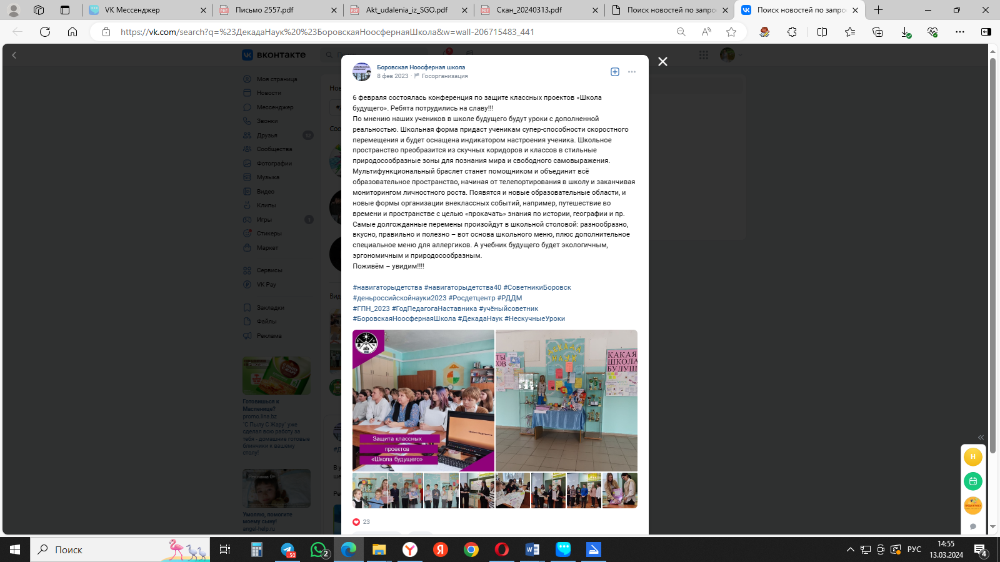 VK Мессенджер
Письмо 2557.pdf
Akt_udalenia_iz_SGO.pdf
Скан_20240313.pdf
Поиск новостей по запро
Поиск новостей по запро
https://vk.com/search?q=%23ДекадаНаук%20%23БоровскаяНоосфернаяШкола&w=wall-206715483_441
вконтакте
9
Моя страница
Новости
Мессенджер
Звонки
Друзья
12
Сообщества
Фотографии
Музыка
Видео
Клипы
Игры
1
Стикеры
Маркет
Сервисы
VK Pay
Закладки
Файлы
Реклама
Реклама
Готовишься к
Масленице?
promo.line.bz
"С Пылу С Жару" уже
сделал всю работу за
тебя - домашние готовые
блинчики к вашему
столу!
Реклама 0+
Умоляю, помогите
моему сыну!
angel-help.ru
Боровская Ноосферная школа
8 фев 2023 · Госорганизация
6 февраля состоялась конференция по защите классных проектов «Школа
будущего». Ребята потрудились на славу!!!
По мнению наших учеников в школе будущего будут уроки с дополненной
реальностью. Школьная форма придаст ученикам супер-способности скоростного
перемещения и будет оснащена индикатором настроения ученика. Школьное
пространство преобразится из скучных коридоров и классов в стильные
природосообразные зоны для познания мира и свободного самовыражения.
Мультифункциональный браслет станет помощником и объединит всё
образовательное пространство, начиная от телепортирования в школу и заканчивая
мониторингом личностного роста. Появятся и новые образовательные области, и
новые формы организации внеклассных событий, например, путешествие во
времени и пространстве с целью «прокачать» знания по истории, географии и пр.
Самые долгожданные перемены произойдут в школьной столовой: разнообразно,
вкусно, правильно и полезно – вот основа школьного меню, плюс дополнительное
специальное меню для аллергиков. А учебник будущего будет экологичным,
эргономичным и природосообразным.
Поживём – увидим!!!!
#навигаторыдетства #навигаторыдетства40 #СоветникиБоровск
#деньроссийскойнауки2023 #Росдетцентр #РДДМ
#ГПН_2023 #ГодПедагогаНаставника #учёныйсоветник
#БоровскаяНоосфернаяШкола #ДекадаНаук #НескучныеУроки
Защита классных
проектов
«Школа будущего»
ДЕКАДА
НАУК
КАКАЯ
ШКОЛА
БУДУЩ
23
Н
Поиск
50
2
РУС
14:55
13.03.2024
4